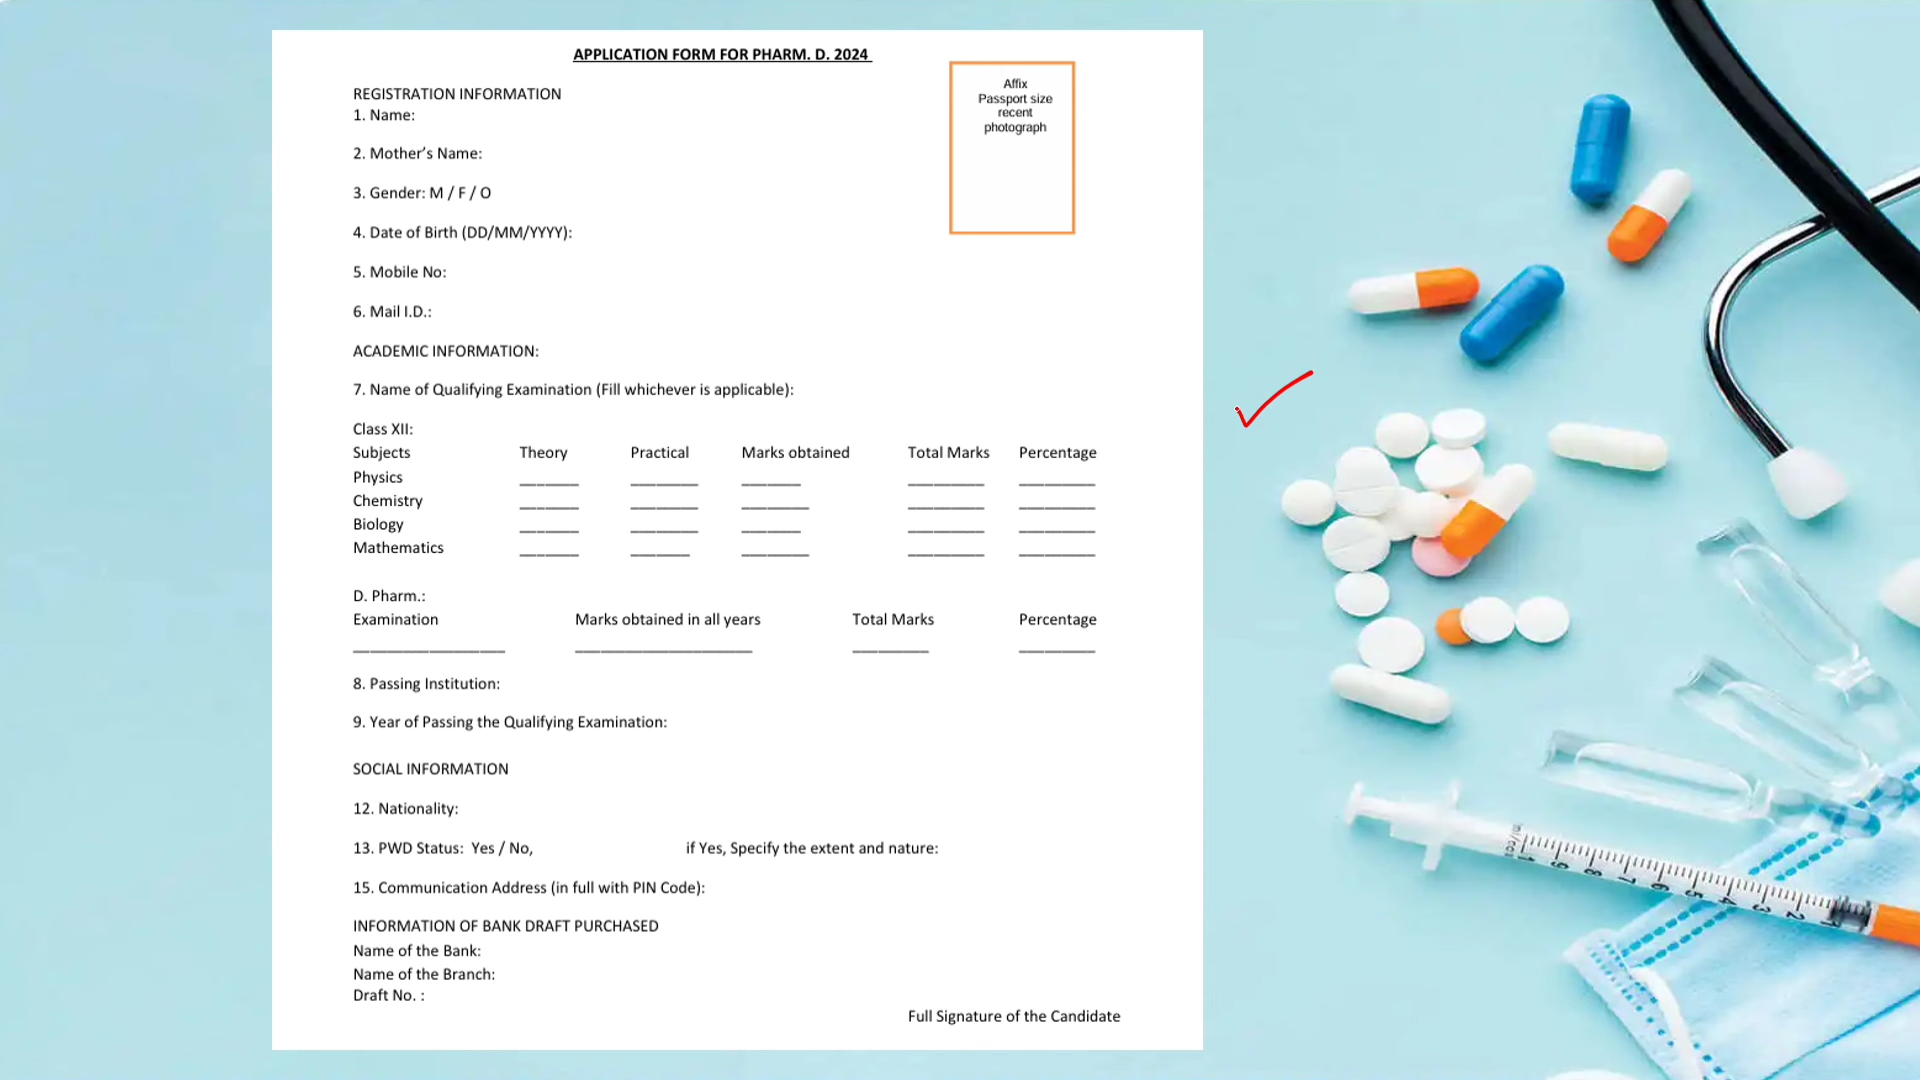 APPLICATION FORM FOR PHARM. D. 2024
Affix
Passport size
recent
photograph
REGISTRATION INFORMATION
1. Name:
2. Mother’s Name:
3. Gender: M / F / O
4. Date of Birth (DD/MM/YYYY):
5. Mobile No:
6. Mail I.D.:
ACADEMIC INFORMATION:
7. Name of Qualifying Examination (Fill whichever is applicable):
Class XII:
Subjects Theory Practical Marks obtained Total Marks Percentage
Physics
Chemistry
Biology
Mathematics
D. Pharm.:
Examination Marks obtained in all years Total Marks Percentage
8. Passing Institution:
9. Year of Passing the Qualifying Examination:
SOCIAL INFORMATION
12. Nationality:
13. PWD Status: Yes / No, if Yes, Specify the extent and nature:
15. Communication Address (in full with PIN Code):
INFORMATION OF BANK DRAFT PURCHASED
Name of the Bank:
Name of the Branch:
Draft No. :
Full Signature of the Candidate